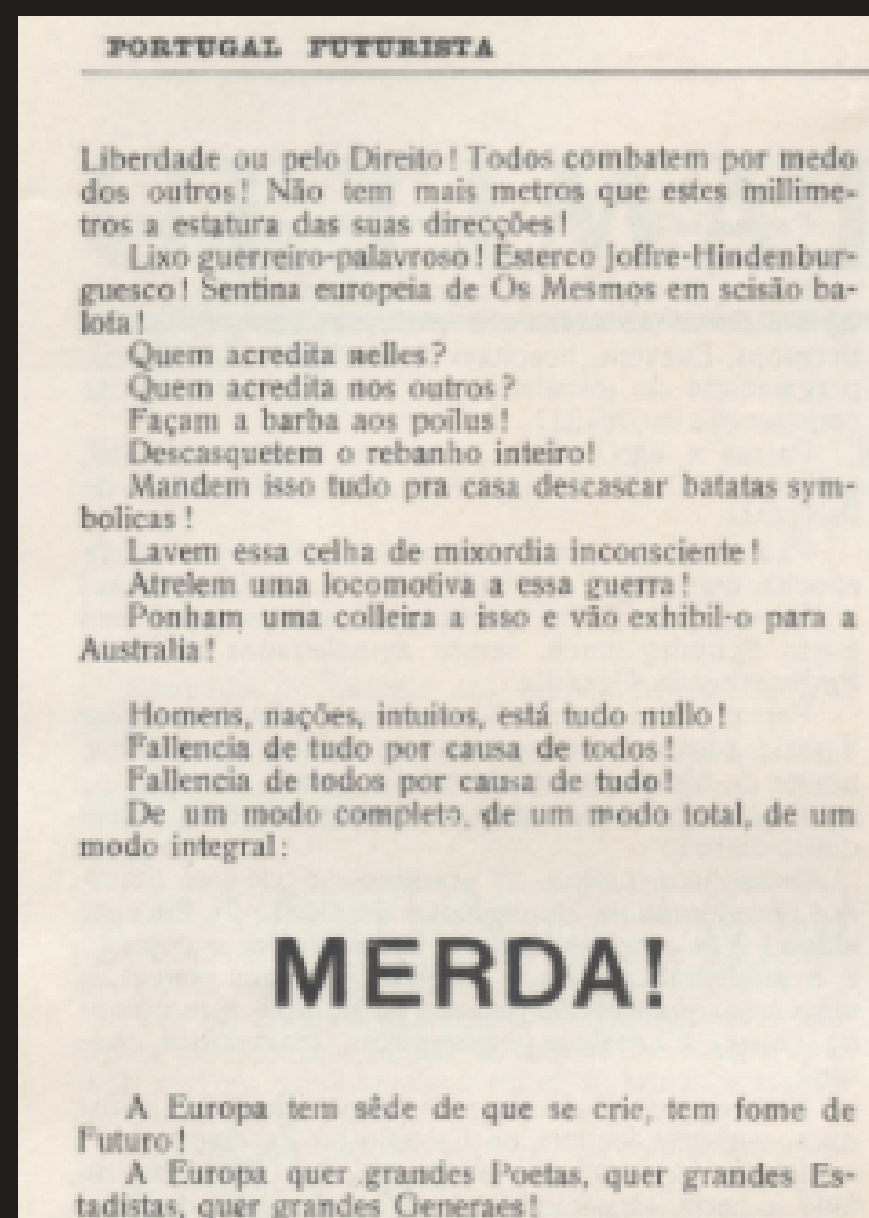 PORTUGAL FUTURISTA
Liberdade ou pelo Direito! Todos combatem por medo
dos outros! Não tem mais metros que estes millime-
tros a estatura das suas direcções!
Lixo guerreiro-palavroso! Esterco Joffre-Hindenbur-
guesco! Sentina europeia de Os Mesmos em scisão ba-
lota!
Quem acredita nelles?
Quem acredita nos outros?
Façam a barba aos poilus!
Descasquetem o rebanho inteiro!
Mandem isso tudo pra casa descascar batatas sym-
bolicas!
Lavem essa celha de mixordia inconsciente!
Atrelem uma locomotiva a essa guerra!
Ponham uma colleira a isso e vão exhibil-o para a
Australia!
Homens, nações, intuitos, está tudo nullo!
Fallencia de tudo por causa de todos!
Fallencia de todos por causa de tudo!
De um modo completo, de um modo total, de um
modo integral:
MERDA!
A Europa tem sêde de que se crie, tem fome de
Futuro!
A Europa quer grandes Poetas, quer grandes Es-
tadistas, quer grandes Generaes!